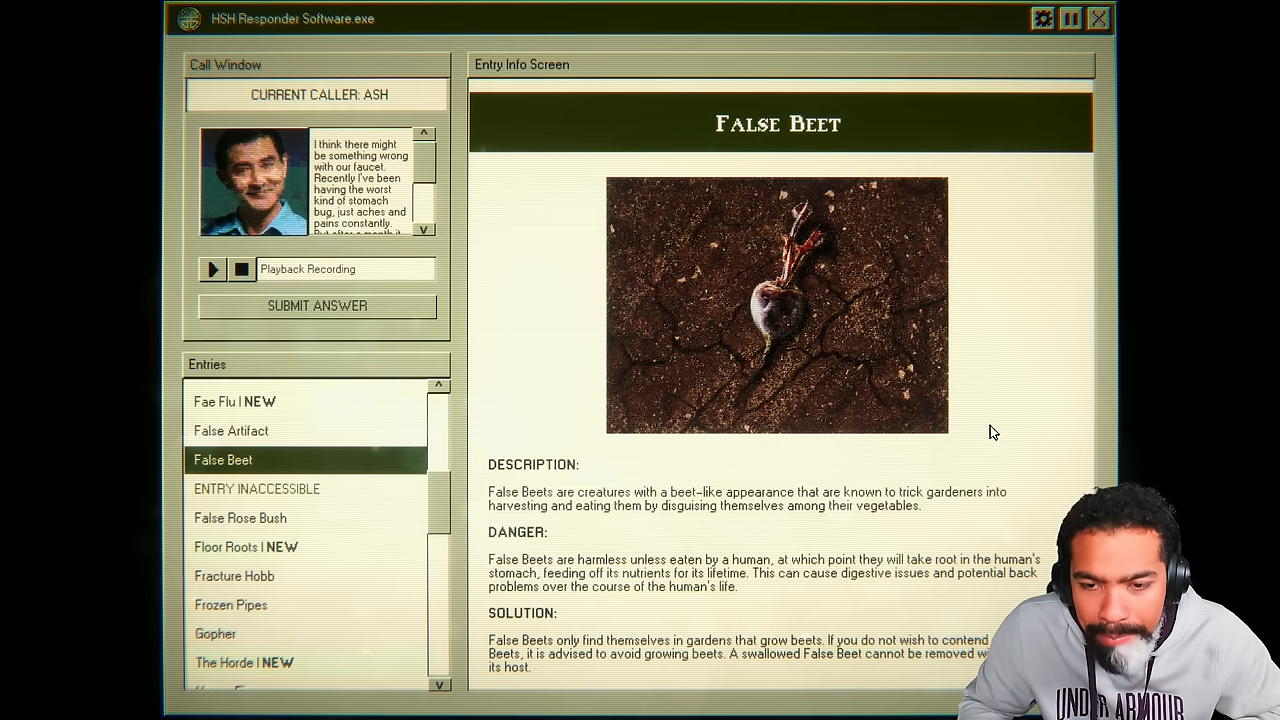 HSH Responder Software.exe
Call Window
CURRENT CALLER: ASH
I think there might
be something wrong
with our faucet.
Recently I've been
having the worst
kind of stomach
bug, just aches and
pains constantly.
But after a month it
Playback Recording
SUBMIT ANSWER
Entries
Fae Flu | NEW
False Artifact
False Beet
ENTRY INACCESSIBLE
False Rose Bush
Floor Roots | NEW
Fracture Hobb
Frozen Pipes
Gopher
The Horde | NEW
Entry Info Screen
FALSE BEET
DESCRIPTION:
False Beets are creatures with a beet-like appearance that are known to trick gardeners into
harvesting and eating them by disguising themselves among their vegetables.
DANGER:
False Beets are harmless unless eaten by a human, at which point they will take root in the human's
stomach, feeding off its nutrients for its lifetime. This can cause digestive issues and potential back
problems over the course of the human's life.
SOLUTION:
False Beets only find themselves in gardens that grow beets. If you do not wish to contend
Beets, it is advised to avoid growing beets. A swallowed False Beet cannot be removed
its host.
UNDER ARMOUR